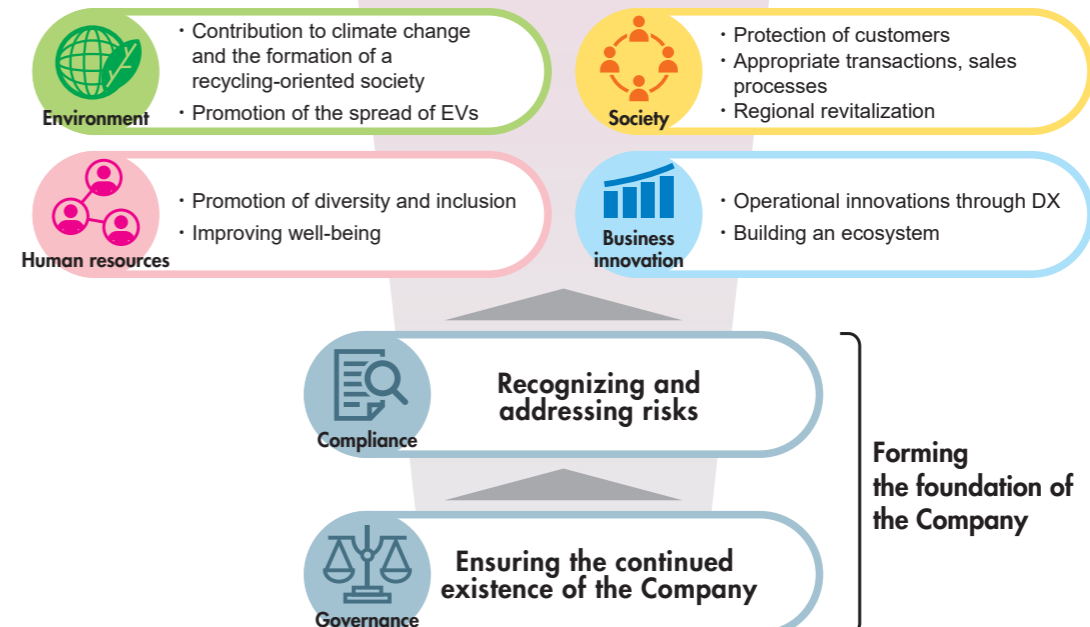 Environment
・Contribution to climate change
and the formation of a
recycling-oriented society
・Promotion of the spread of EVs
Society
・Protection of customers
・Appropriate transactions, sales
processes
・Regional revitalization
Human resources
・Promotion of diversity and inclusion
・Improving well-being
Business
innovation
・Operational innovations through DX
・Building an ecosystem
Compliance
Recognizing and
addressing risks
Governance
Ensuring the continued
existence of the Company
Forming
the foundation of
the Company